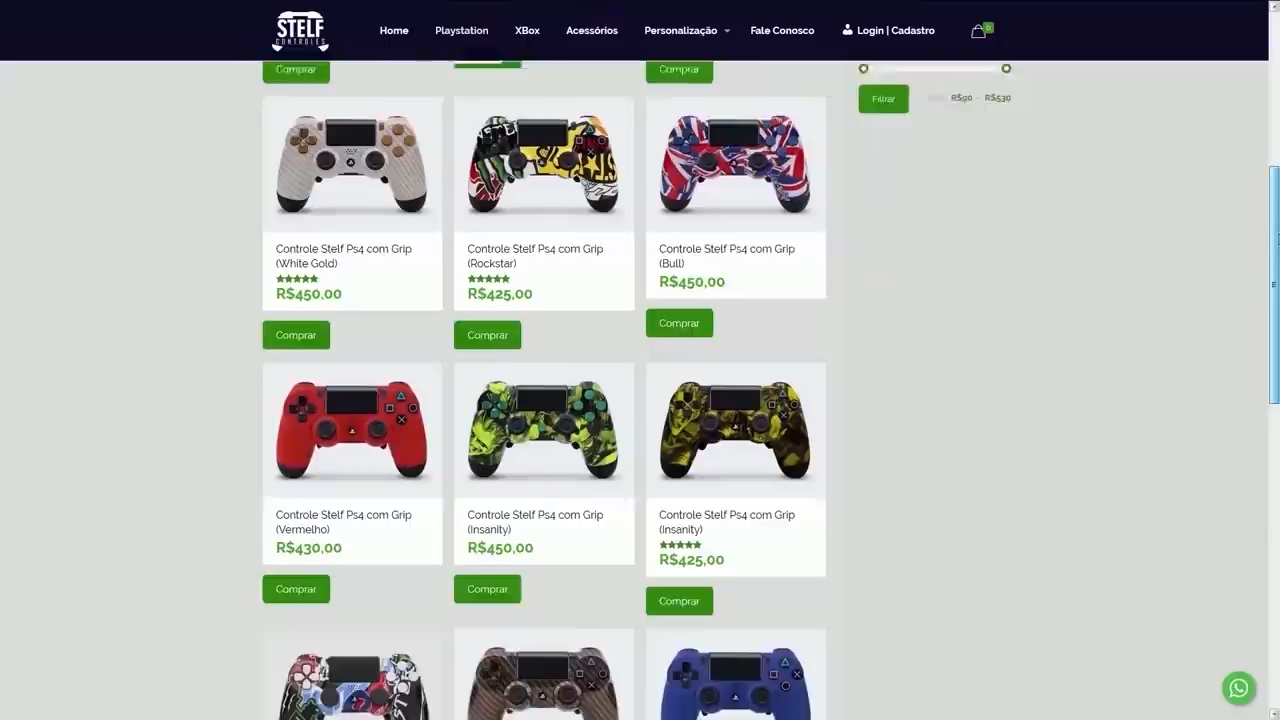 STELF
CONTROLES
Home
Playstation
XBox
Acessórios
Personalização
Fale Conosco
Login | Cadastro
0
Comprar
Comprar
Filtrar
R$90 - R$530
Controle Stelf Ps4 com Grip
(White Gold)
R$450,00
Comprar
Controle Stelf Ps4 com Grip
(Rockstar)
R$425,00
Comprar
Controle Stelf Ps4 com Grip
(Bull)
R$450,00
Comprar
Controle Stelf Ps4 com Grip
(Vermelho)
R$430,00
Comprar
Controle Stelf Ps4 com Grip
(Insanity)
R$450,00
Comprar
Controle Stelf Ps4 com Grip
(Insanity)
R$425,00
Comprar